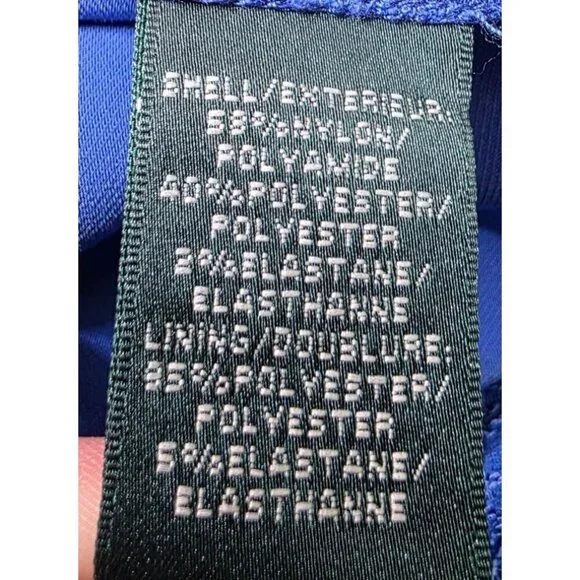 SHELL/EXTERIEUR:
58%NYLON/
POLYAMIDE
40%POLYESTER/
POLYESTER
2%ELASTANE/
ELASTHANNE
LINING/DOUBLURE:
95%POLYESTER/
POLYESTER
5%ELASTANE/
ELASTHANNE